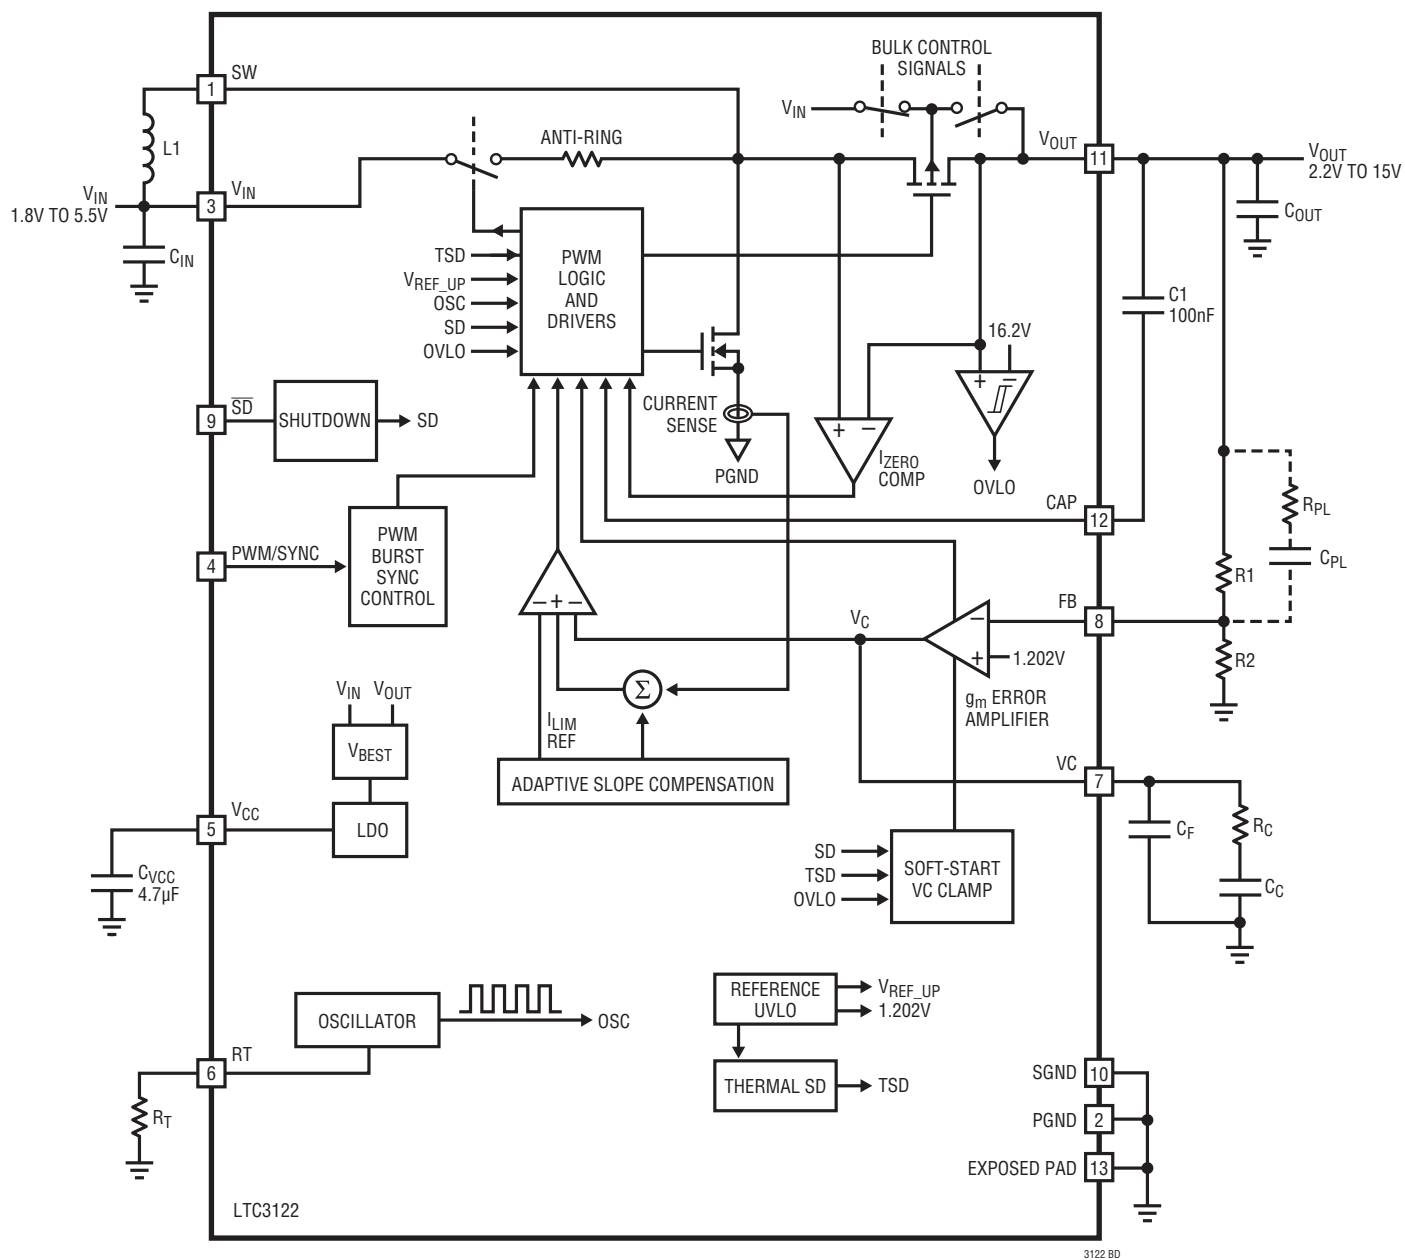 BULK CONTROL
SIGNALS
SW
1
VIN
ANTI-RING
L1
VOUT
11
VOUT
2.2V TO 15V
VIN
1.8V TO 5.5V
VIN
3
COUT
CIN
TSD
VREF_UP
OSC
SD
OVLO
PWM
LOGIC
AND
DRIVERS
C1
100nF
16.2V
+ −
+ −
CURRENT
SENSE
PGND
IZERO
COMP
OVLO
SD
9
SHUTDOWN
SD
CAP
12
RPL
CPL
PWM/SYNC
4
PWM
BURST
SYNC
CONTROL
− + −
VC
FB
8
R1
R2
−
+
1.202V
gm ERROR
AMPLIFIER
Σ
VIN VOUT
VBEST
ILIM
REF
ADAPTIVE SLOPE COMPENSATION
VC
7
CF
RC
CC
VCC
5
LDO
CVCC
4.7µF
SD
TSD
OVLO
SOFT-START
VC CLAMP
OSCILLATOR
OSC
REFERENCE
UVLO
VREF_UP
1.202V
RT
6
RT
THERMAL SD
TSD
SGND
10
PGND
2
EXPOSED PAD
13
LTC3122
3122 BD